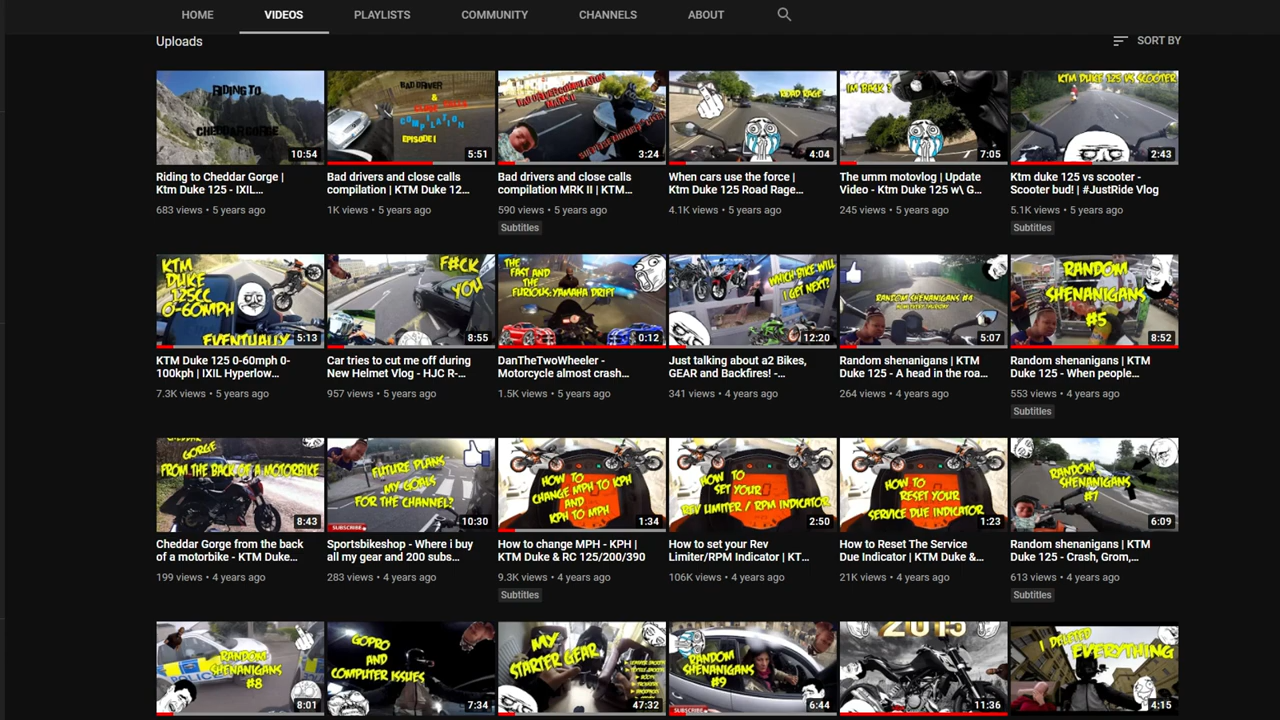 HOME VIDEOS PLAYLISTS COMMUNITY CHANNELS ABOUT
Uploads SORT BY
RIDING TO
CHEDDAR GORGE
10:54
BAD DRIVER
&
CLOSE CALLS
COMPILATION
EPISODE 1
5:51
BAD DRIVER COMPILATION
MARK II
3:24
ROAD RAGE
4:04
IM BACK?
7:05
KTM DUKE 125 VS SCOOTER
2:43
Riding to Cheddar Gorge |
Ktm Duke 125 - IXIL...
683 views • 5 years ago
Bad drivers and close calls
compilation | KTM Duke 12...
1K views • 5 years ago
Bad drivers and close calls
compilation MRK II | KTM...
590 views • 5 years ago
Subtitles
When cars use the force |
Ktm Duke 125 Road Rage...
4.1K views • 5 years ago
The umm motovlog | Update
Video - Ktm Duke 125 w\ G...
245 views • 5 years ago
Ktm duke 125 vs scooter -
Scooter bud! | #JustRide Vlog
5.1K views • 5 years ago
Subtitles
KTM
DUKE
125CC
0-60MPH
EVENTUALLY
5:13
F#CK
YOU
8:55
THE
FAST AND
THE
FURIOUS:YAMAHA DRIFT
0:12
WHICH BIKE WILL
I GET NEXT?
12:20
RANDOM SHENANIGANS #4
5:07
RANDOM
SHENANIGANS
#5
8:52
KTM Duke 125 0-60mph 0-
100kph | IXIL Hyperlow...
7.3K views • 5 years ago
Car tries to cut me off during
New Helmet Vlog - HJC R-...
957 views • 5 years ago
DanTheTwoWheeler -
Motorcycle almost crash...
1.5K views • 5 years ago
Just talking about a2 Bikes,
GEAR and Backfires! -...
341 views • 4 years ago
Random shenanigans | KTM
Duke 125 - A head in the roa...
264 views • 4 years ago
Random shenanigans | KTM
Duke 125 - When people...
553 views • 4 years ago
Subtitles
CHEDDAR
GORGE
FROM THE BACK OF A MOTORBIKE
8:43
FUTURE PLANS
MY GOALS
FOR THE CHANNEL?
SUBSCRIBE
10:30
HOW TO
CHANGE MPH TO KPH
AND
KPH TO MPH
1:34
HOW TO
SET YOUR
REV LIMITER / RPM INDICATOR
2:50
HOW TO
RESET YOUR
SERVICE DUE INDICATOR
1:23
RANDOM
SHENANIGANS
#7
6:09
Cheddar Gorge from the back
of a motorbike - KTM Duke...
199 views • 4 years ago
Sportsbikeshop - Where i buy
all my gear and 200 subs...
283 views • 4 years ago
How to change MPH - KPH |
KTM Duke & RC 125/200/390
9.3K views • 4 years ago
Subtitles
How to set your Rev
Limiter/RPM Indicator | KT...
106K views • 4 years ago
How to Reset The Service
Due Indicator | KTM Duke &...
21K views • 4 years ago
Random shenanigans | KTM
Duke 125 - Crash, Grom,...
613 views • 4 years ago
Subtitles
POLICE
RANDOM
SHENANIGANS
#8
8:01
GOPRO
AND
COMPUTER ISSUES
7:34
MY
STARTER GEAR
47:32
RANDOM
SHENANIGANS
#9
SUBSCRIBE
6:44
2015
11:36
I DELETED
EVERYTHING
4:15